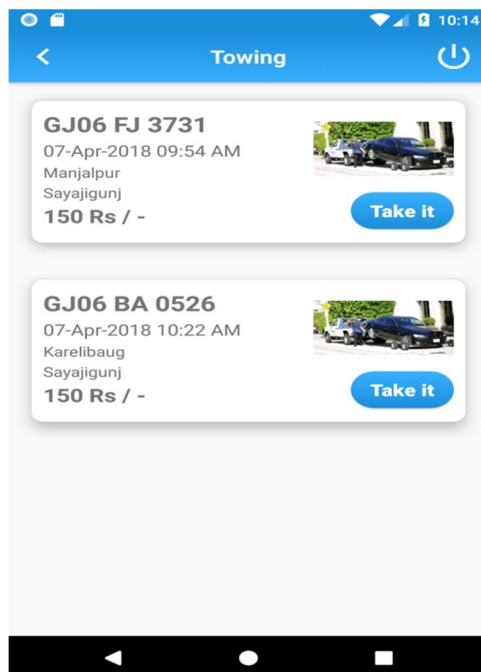 10:14
Towing
GJ06 FJ 3731
07-Apr-2018 09:54 AM
Manjalpur
Sayajigunj
150 Rs / -
Take it
GJ06 BA 0526
07-Apr-2018 10:22 AM
Karelibaug
Sayajigunj
150 Rs / -
Take it